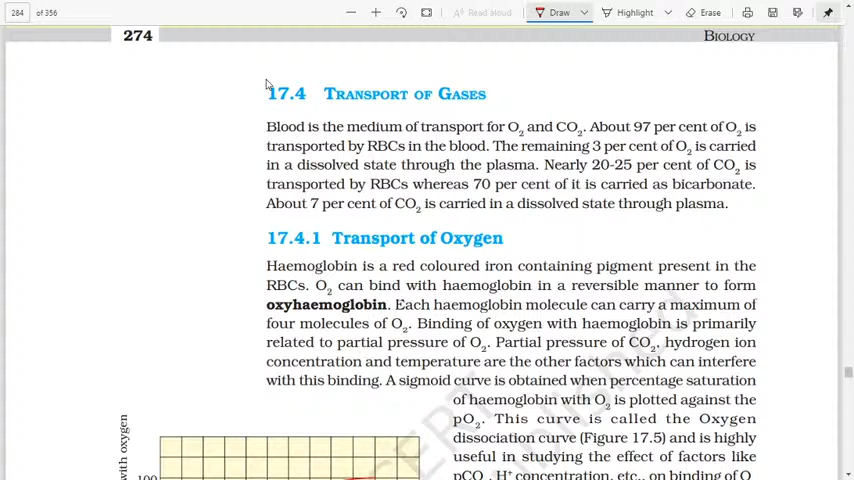 284 of 356
Read aloud Draw Highlight Erase
274 BIOLOGY
17.4 TRANSPORT OF GASES
Blood is the medium of transport for O2 and CO2. About 97 per cent of O2 is
transported by RBCs in the blood. The remaining 3 per cent of O2 is carried
in a dissolved state through the plasma. Nearly 20-25 per cent of CO2 is
transported by RBCs whereas 70 per cent of it is carried as bicarbonate.
About 7 per cent of CO2 is carried in a dissolved state through plasma.
17.4.1 Transport of Oxygen
Haemoglobin is a red coloured iron containing pigment present in the
RBCs. O2 can bind with haemoglobin in a reversible manner to form
oxyhaemoglobin. Each haemoglobin molecule can carry a maximum of
four molecules of O2. Binding of oxygen with haemoglobin is primarily
related to partial pressure of O2. Partial pressure of CO2, hydrogen ion
concentration and temperature are the other factors which can interfere
with this binding. A sigmoid curve is obtained when percentage saturation
of haemoglobin with O2 is plotted against the
pO2. This curve is called the Oxygen
dissociation curve (Figure 17.5) and is highly
useful in studying the effect of factors like
pCO2, H+ concentration, etc., on binding of O
with oxygen
100